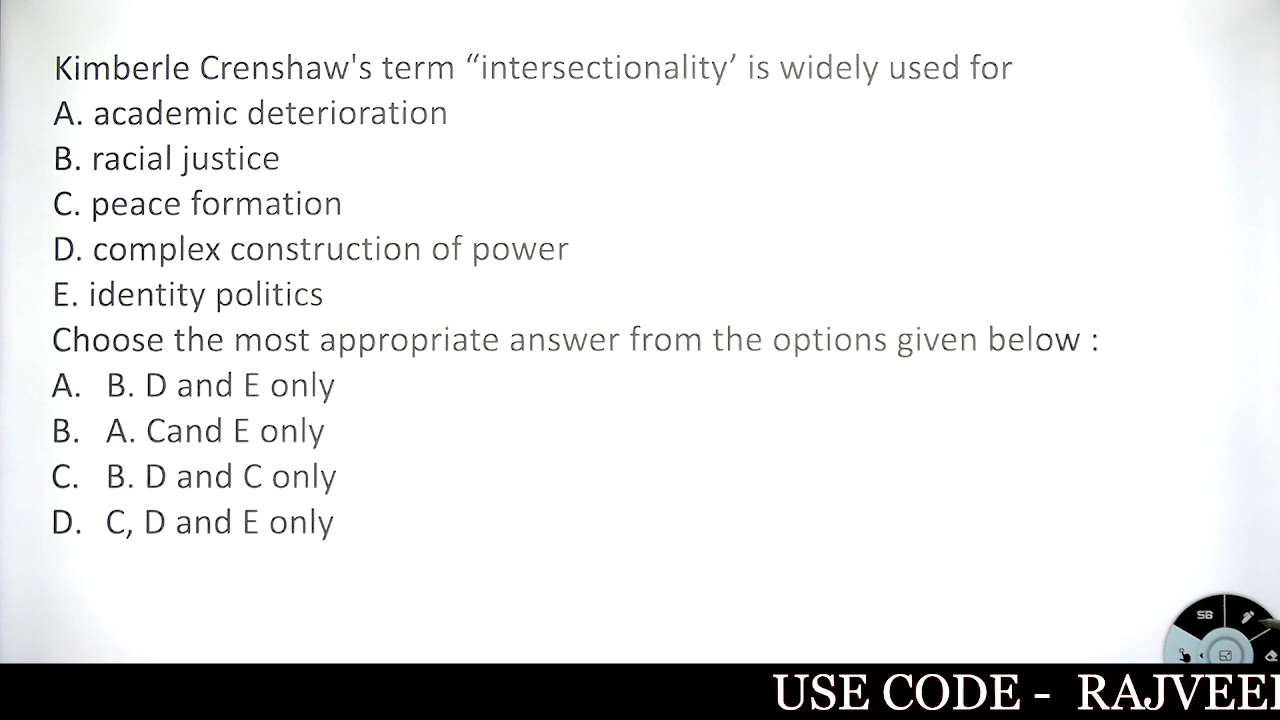 Kimberle Crenshaw's term “intersectionality’ is widely used for
A. academic deterioration
B. racial justice
C. peace formation
D. complex construction of power
E. identity politics
Choose the most appropriate answer from the options given below :
A. B. D and E only
B. A. Cand E only
C. B. D and C only
D. C, D and E only
SB
USE CODE - RAJVEE